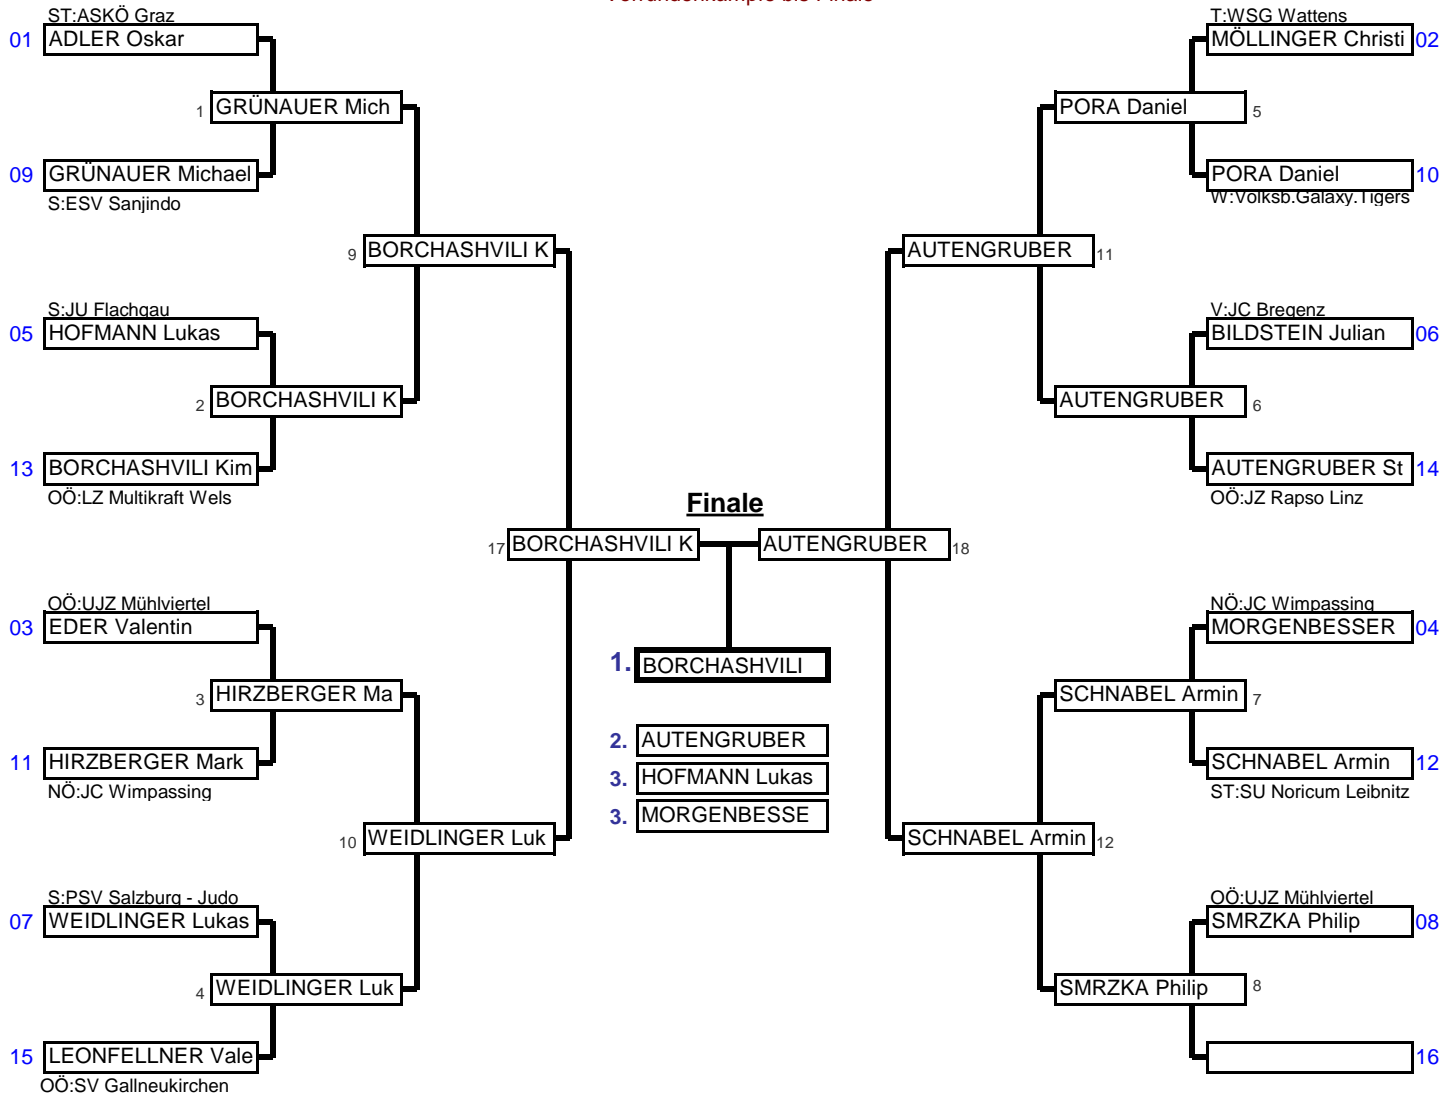 ST:ASKÖ Graz
01 ADLER Oskar
1 GRÜNAUER Mich
09 GRÜNAUER Michael
S:ESV Sanjindo
9 BORCHASHVILI K
S:JU Flachgau
05 HOFMANN Lukas
2 BORCHASHVILI K
13 BORCHASHVILI Kim
OÖ:LZ Multikraft Wels
17 BORCHASHVILI K
OÖ:UJZ Mühlviertel
03 EDER Valentin
3 HIRZBERGER Ma
11 HIRZBERGER Mark
NÖ:JC Wimpassing
10 WEIDLINGER Luk
S:PSV Salzburg - Judo
07 WEIDLINGER Lukas
4 WEIDLINGER Luk
15 LEONFELLNER Vale
OÖ:SV Gallneukirchen
Finale
1. BORCHASHVILI
2. AUTENGRUBER
3. HOFMANN Lukas
3. MORGENBESSE
T:WSG Wattens
MÖLLINGER Christi 02
PORA Daniel 5
PORA Daniel 10
W:Volksb.Galaxy.Tigers
AUTENGRUBER 11
V:JC Bregenz
BILDSTEIN Julian 06
AUTENGRUBER 6
AUTENGRUBER St 14
OÖ:JZ Rapso Linz
AUTENGRUBER 18
NÖ:JC Wimpassing
MORGENBESSER 04
SCHNABEL Armin 7
SCHNABEL Armin 12
ST:SU Noricum Leibnitz
SCHNABEL Armin 12
OÖ:UJZ Mühlviertel
SMRZKA Philip 08
SMRZKA Philip 8
16